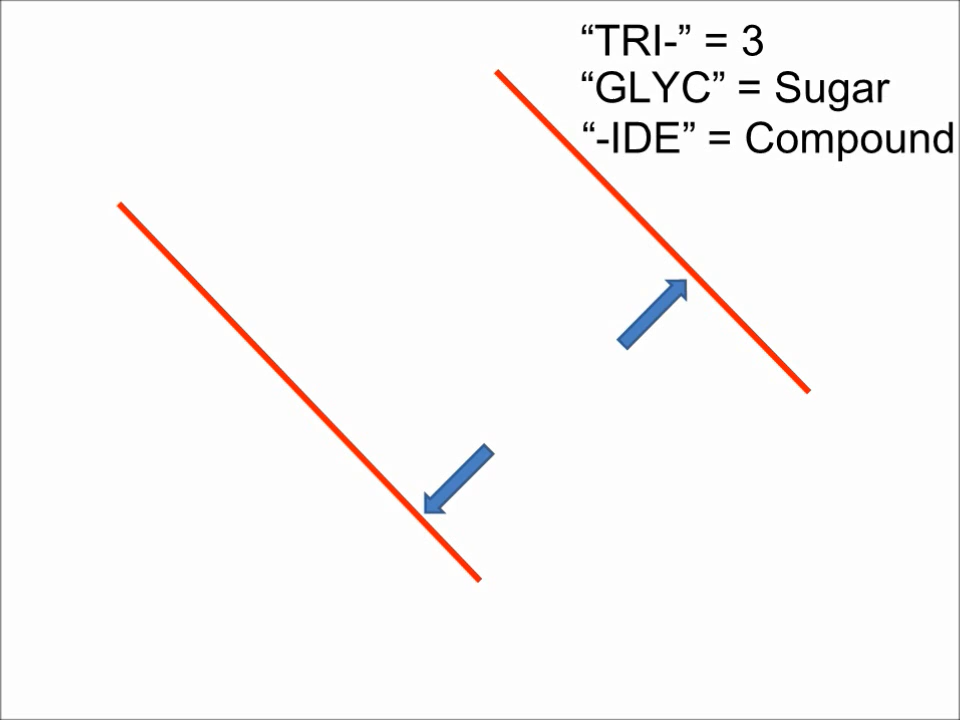 “TRI-” = 3
“GLYC” = Sugar
“-IDE” = Compound